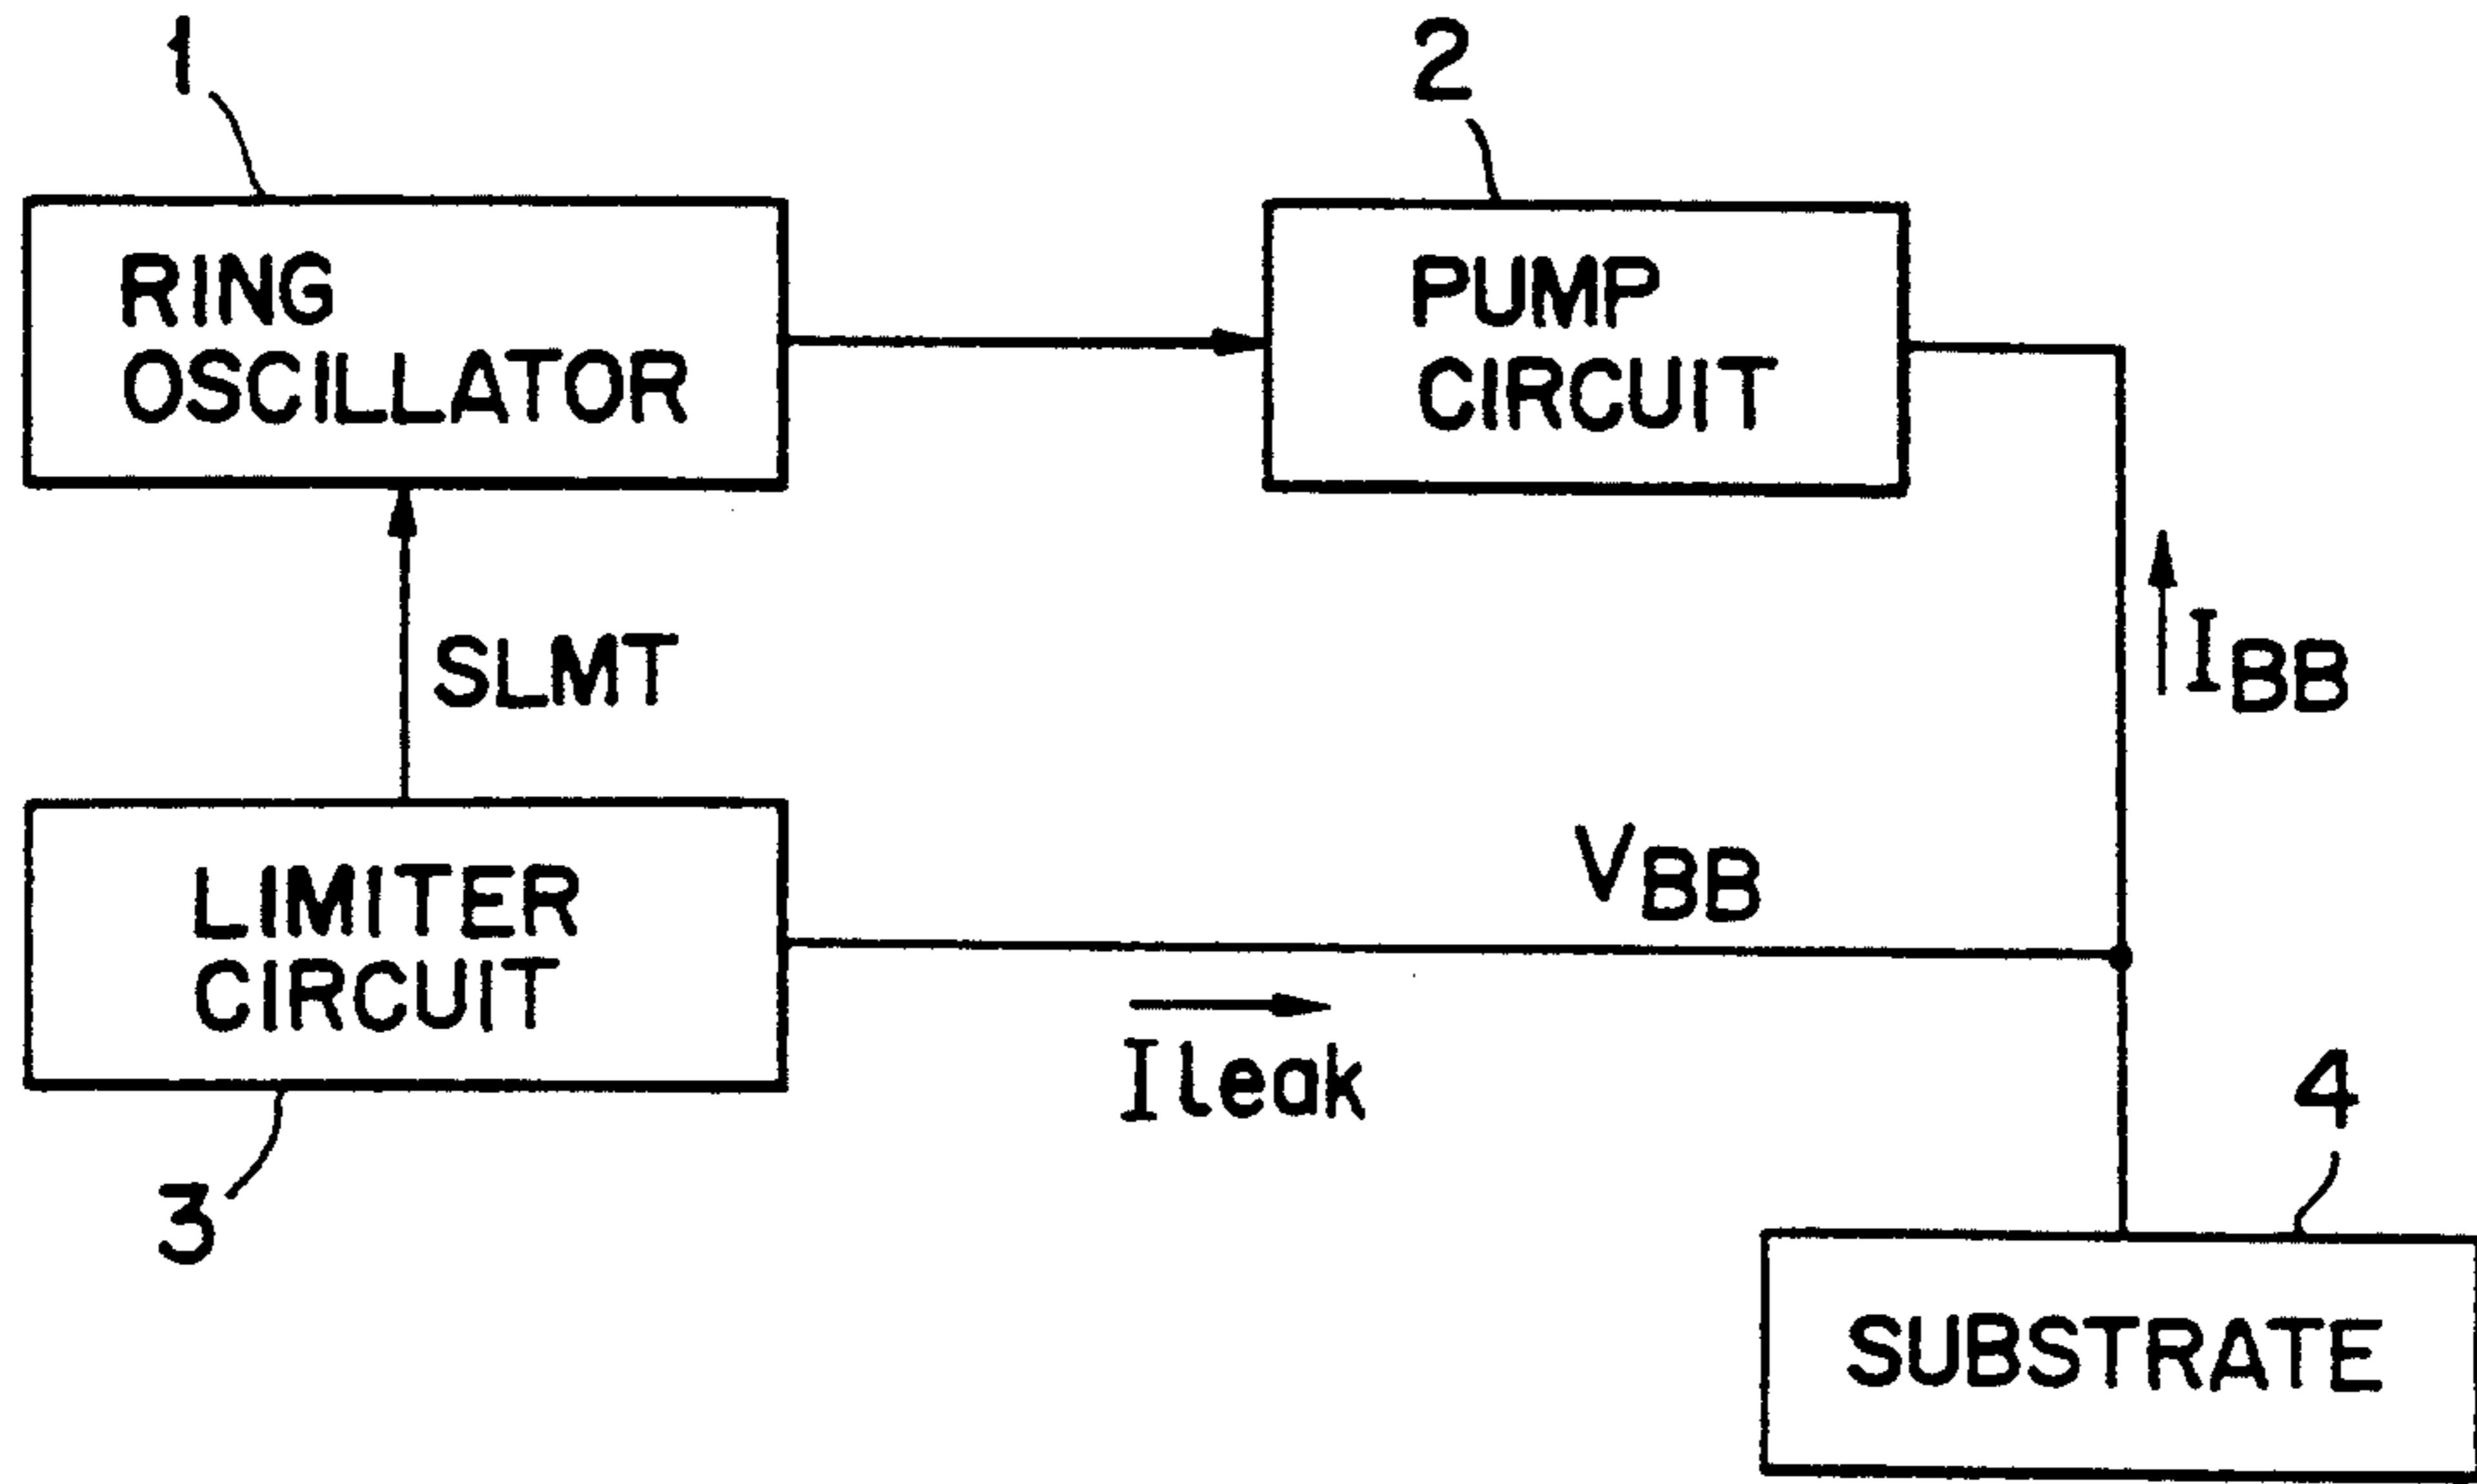 1
2
RING
OSCILLATOR
PUMP
CIRCUIT
SLMT
IBB
LIMITER
CIRCUIT
VBB
Ileak
3
4
SUBSTRATE